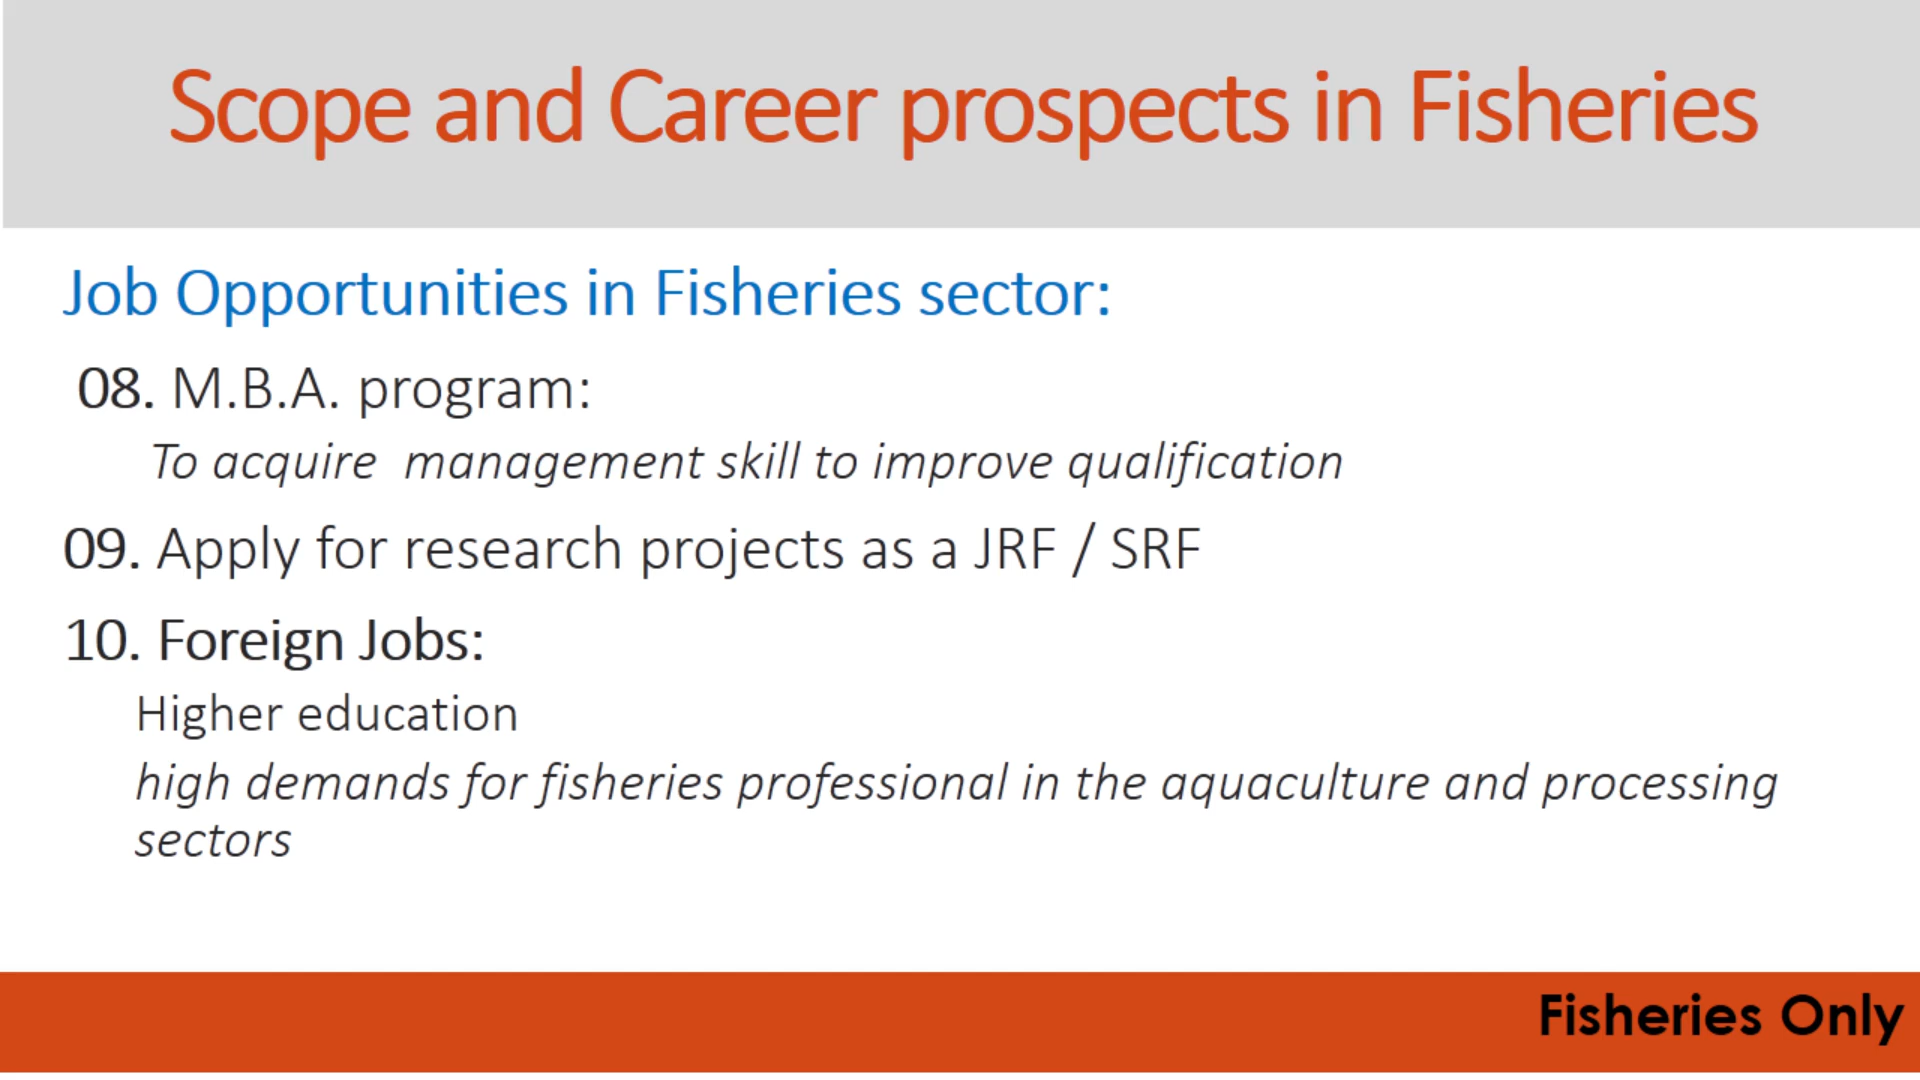 Scope and Career prospects in Fisheries
Job Opportunities in Fisheries sector:
08. M.B.A. program:
To acquire  management skill to improve qualification
09. Apply for research projects as a JRF / SRF
10. Foreign Jobs:
Higher education
high demands for fisheries professional in the aquaculture and processing
sectors
Fisheries Only